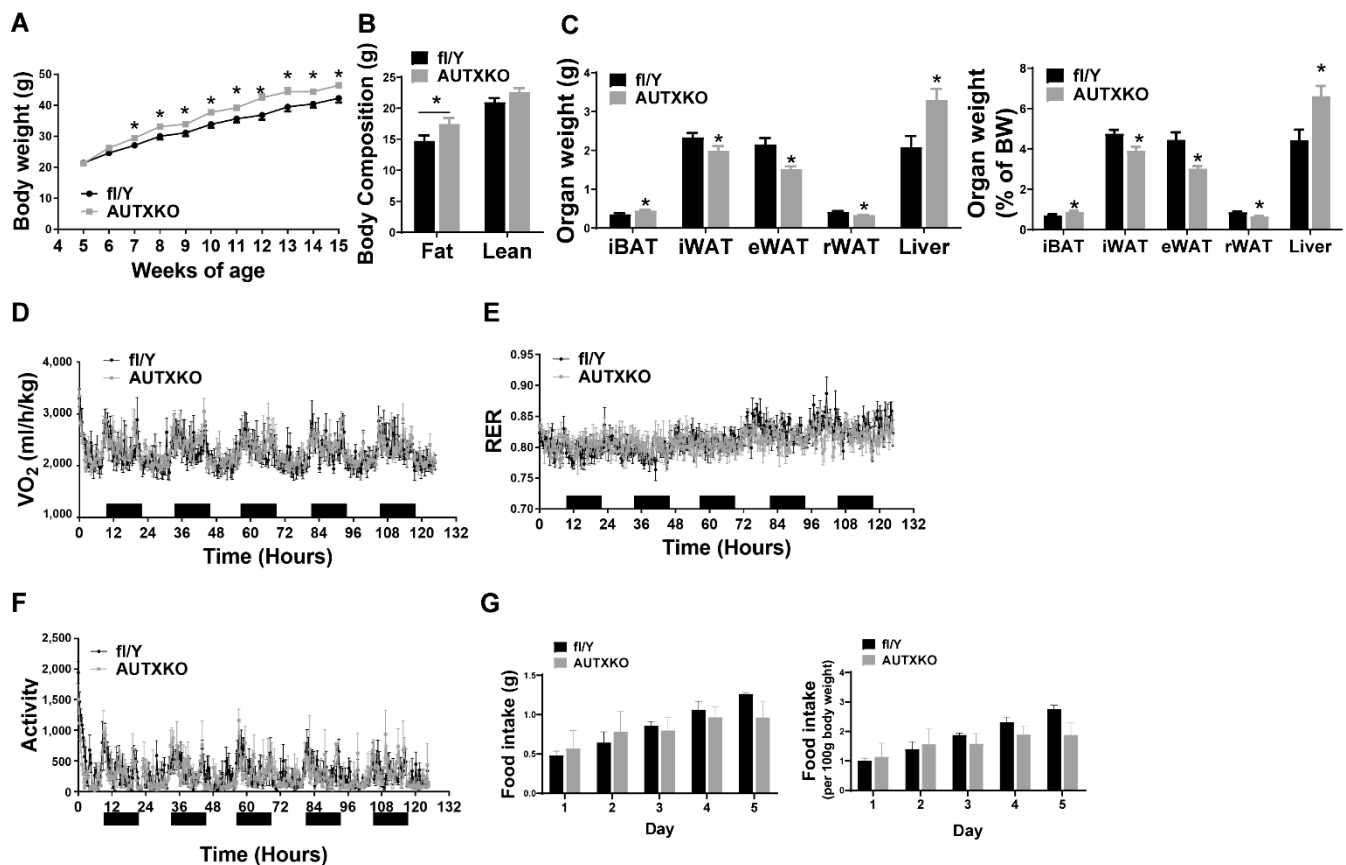 A
Body weight (g)
50
40
30
20
10
0
* * * * * * * * *
fl/Y
AUTXKO
4 5 6 7 8 9 10 11 12 13 14 15
Weeks of age
B
Body Composition (g)
fl/Y
AUTXKO
25
20
15
10
5
0
*
Fat Lean
C
Organ weight (g)
fl/Y
AUTXKO
4
3
2
1
0
* * * * *
iBAT iWAT eWAT rWAT Liver
Organ weight
(% of BW)
fl/Y
AUTXKO
8
6
4
2
0
* * * * *
iBAT iWAT eWAT rWAT Liver
D
VO2 (ml/h/kg)
fl/Y
AUTXKO
4,000
3,000
2,000
1,000
0 12 24 36 48 60 72 84 96 108 120 132
Time (Hours)
E
RER
fl/Y
AUTXKO
0.95
0.90
0.85
0.80
0.75
0.70
0 12 24 36 48 60 72 84 96 108 120 132
Time (Hours)
F
Activity
fl/Y
AUTXKO
2,500
2,000
1,500
1,000
500
0
0 12 24 36 48 60 72 84 96 108 120 132
Time (Hours)
G
Food intake (g)
fl/Y
AUTXKO
1.5
1.0
0.5
0.0
1 2 3 4 5
Day
Food intake
(per 100g body weight)
fl/Y
AUTXKO
4
3
2
1
0
1 2 3 4 5
Day